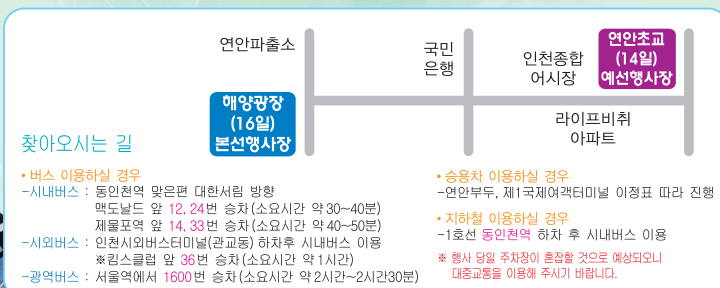 연안파출소
국민
은행
인천종합
어시장
연안초교
(14일)
예선행사장
해양광장
(16일)
본선행사장
라이프비취
아파트
찾아오시는 길
• 버스 이용하실 경우
-시내버스 : 동인천역 맞은편 대한서림 방향
맥도날드 앞 12, 24번 승차(소요시간 약30~40분)
제물포역 앞 14, 33번 승차(소요시간 약40~50분)
-시외버스 : 인천시외버스터미널(관교동) 하차후 시내버스 이용
※킹스클럽 앞 36번 승차(소요시간 약1시간)
-광역버스 : 서울역에서 1600번 승차(소요시간 약2시간~2시간30분)
• 승용차 이용하실 경우
-연안부두, 제1국제여객터미널 이정표 따라 진행
• 지하철 이용하실 경우
-1호선 동인천역 하차 후 시내버스 이용
※ 행사 당일 주차장이 혼잡할 것으로 예상되오니
대중교통을 이용해 주시기 바랍니다.